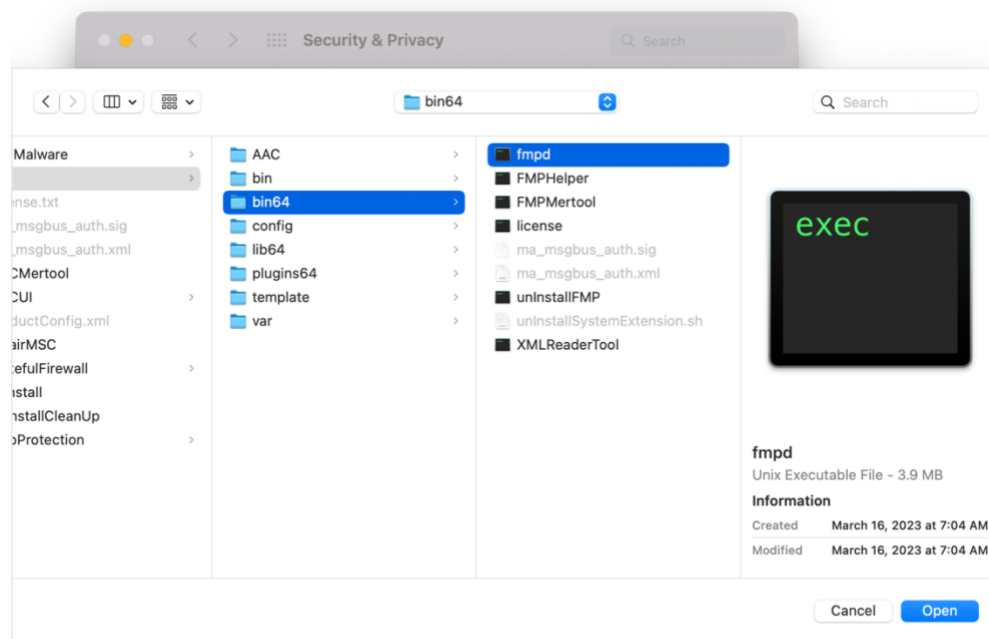 Security & Privacy
Search
bin64
Search
Malware
nse.txt
_msgbus_auth.sig
_msgbus_auth.xml
CMertool
CUI
ductConfig.xml
airMSC
efulFirewall
nstall
nstallCleanUp
Protection
AAC
bin
bin64
config
lib64
plugins64
template
var
fmpd
FMPHelper
FMPMertool
license
ma_msgbus_auth.sig
ma_msgbus_auth.xml
unInstallFMP
unInstallSystemExtension.sh
XMLReaderTool
exec
fmpd
Unix Executable File - 3.9 MB
Information
Created March 16, 2023 at 7:04 AM
Modified March 16, 2023 at 7:04 AM
Cancel
Open